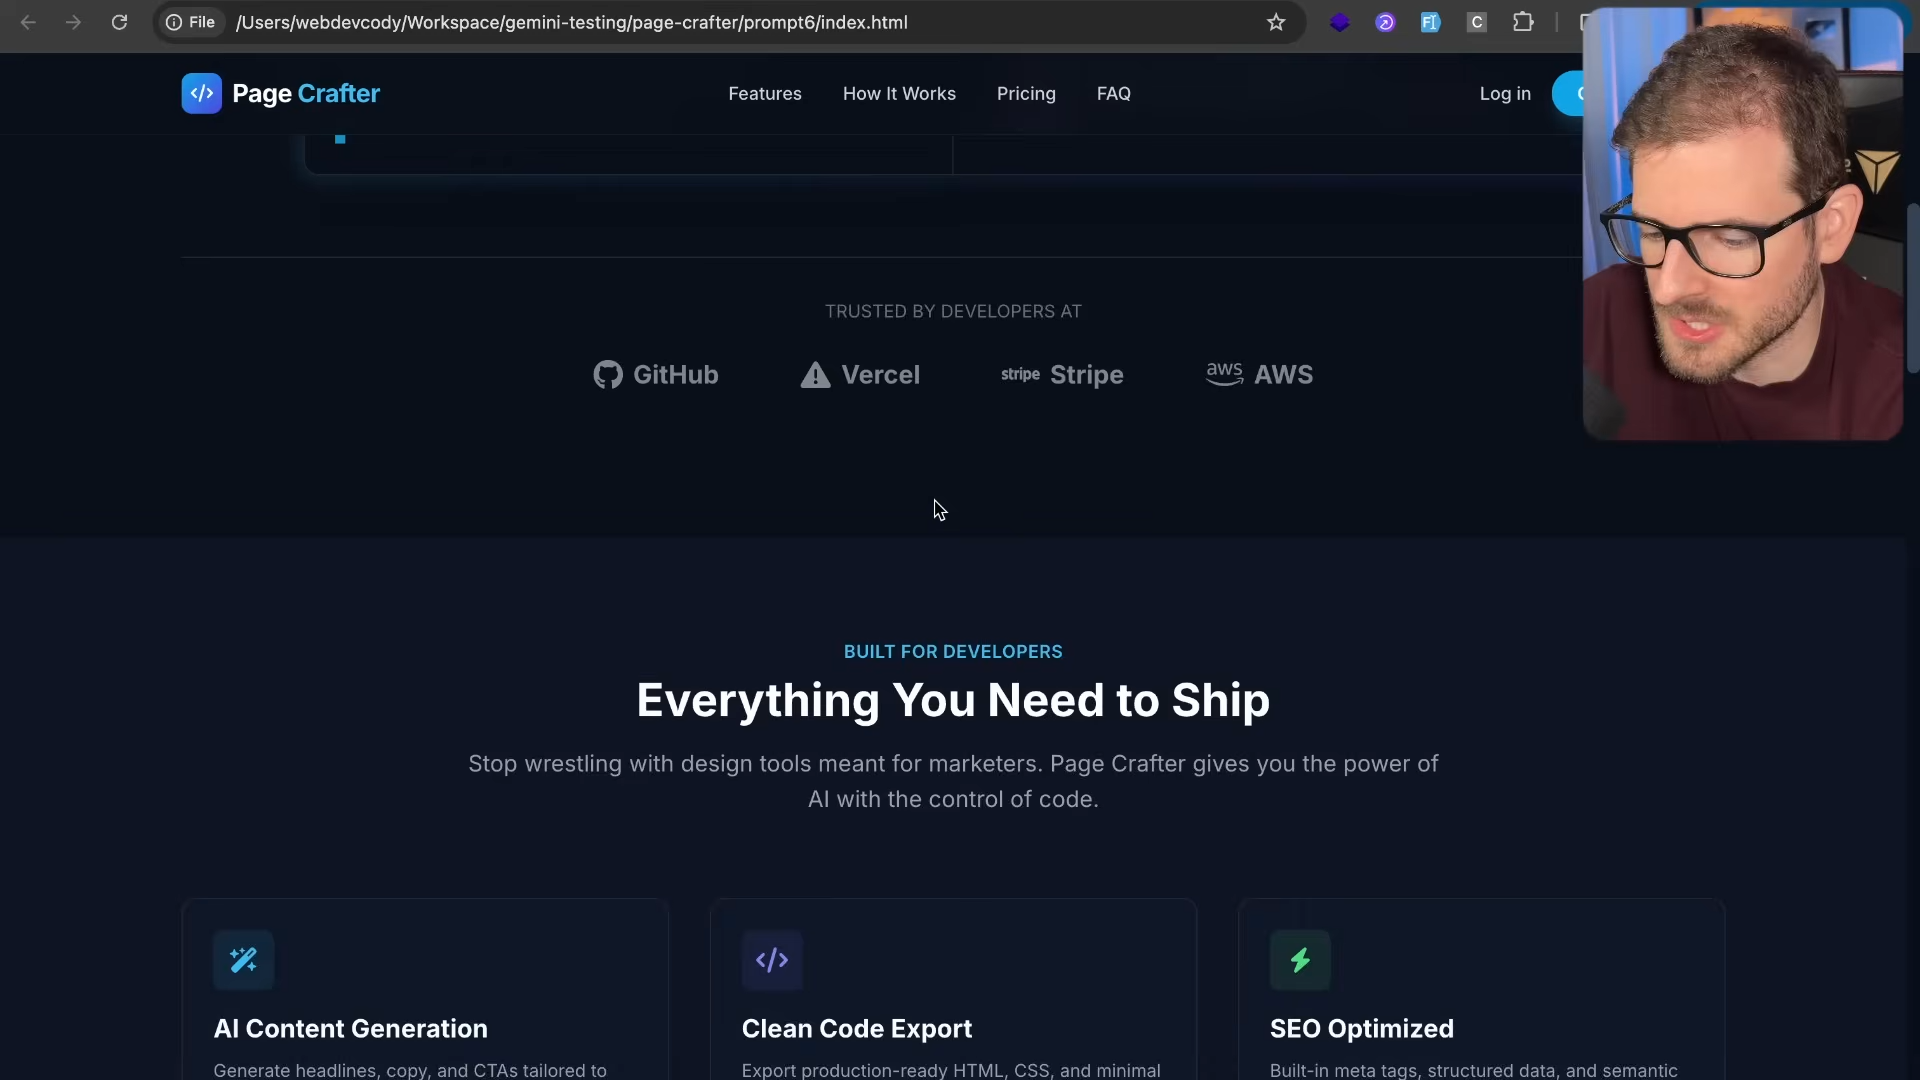 File /Users/webdevcody/Workspace/gemini-testing/page-crafter/prompt6/index.html
Page Crafter
Features How It Works Pricing FAQ
Log in
TRUSTED BY DEVELOPERS AT
GitHub Vercel stripe Stripe aws AWS
BUILT FOR DEVELOPERS
Everything You Need to Ship
Stop wrestling with design tools meant for marketers. Page Crafter gives you the power of
AI with the control of code.
AI Content Generation
Generate headlines, copy, and CTAs tailored to
Clean Code Export
Export production-ready HTML, CSS, and minimal
SEO Optimized
Built-in meta tags, structured data, and semantic